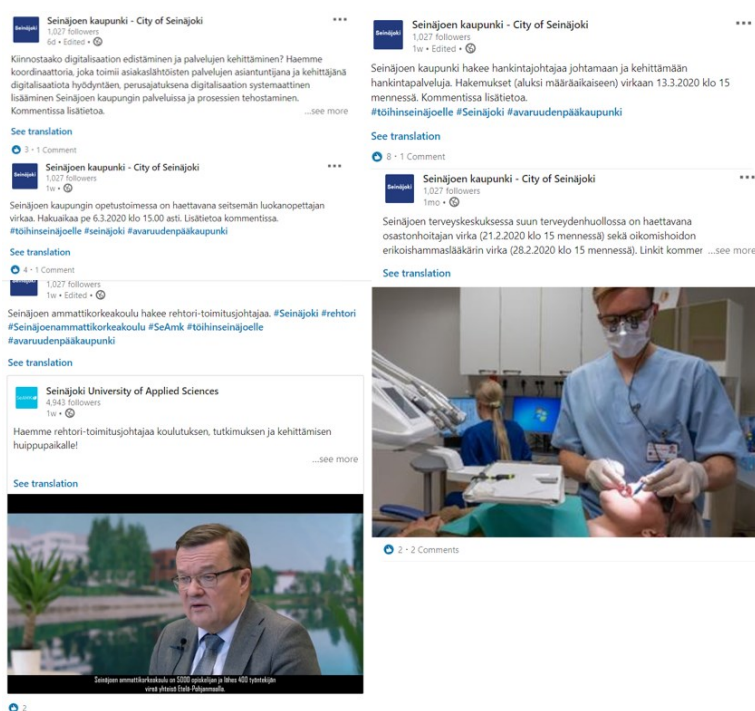 Seinäjoki
Seinäjoen kaupunki - City of Seinäjoki
1,027 followers
6d • Edited •
Kiinnostaako digitalisaation edistäminen ja palvelujen kehittäminen? Haemme
koordinaattoria, joka toimii asiakaslähtöisten palvelujen asiantuntijana ja kehittäjänä
digitalisaatiota hyödyntäen, perusajatuksena digitalisaation systemaattinen
lisääminen Seinäjoen kaupungin palveluissa ja prosessien tehostaminen.
Kommentissa lisätietoa. ...see more
See translation
3 • 1 Comment
Seinäjoki
Seinäjoen kaupunki - City of Seinäjoki
1,027 followers
1w •
Seinäjoen kaupungin opetustoimessa on haettavana seitsemän luokanopettajan
virkaa. Hakuaika pe 6.3.2020 klo 15.00 asti. Lisätietoa kommentissa.
#töihinseinäjoelle #seinäjoki #avaruudenpääkaupunki
See translation
4 • 1 Comment
1,027 followers
1w • Edited •
Seinäjoen ammattikorkeakoulu hakee rehtori-toimitusjohtajaa. #Seinäjoki #rehtori
#Seinäjoenammattikorkeakoulu #SeAmk #töihinseinäjoelle
#avaruudenpääkaupunki
See translation
Seinäjoki University of Applied Sciences
4,943 followers
1w •
Haemme rehtori-toimitusjohtajaa koulutuksen, tutkimuksen ja kehittämisen
huippupaikalle!
...see more
See translation
Seinäjoen ammattikorkeakoulu on 5000 opiskelijan ja lähes 400 työntekijän
vireä yhteisö Etelä-Pohjanmaalla.
2
Seinäjoki
Seinäjoen kaupunki - City of Seinäjoki
1,027 followers
1w • Edited •
Seinäjoen kaupunki hakee hankintajohtajaa johtamaan ja kehittämään
hankintapalveluja. Hakemukset (aluksi määräaikaiseen) virkaan 13.3.2020 klo 15
mennessä. Kommentissa lisätietoa.
#töihinseinäjoelle #Seinäjoki #avaruudenpääkaupunki
See translation
8 • 1 Comment
Seinäjoki
Seinäjoen kaupunki - City of Seinäjoki
1,027 followers
1mo •
Seinäjoen terveyskeskuksessa suun terveydenhuollossa on haettavana
osastonhoitajan virka (21.2.2020 klo 15 mennessä) sekä oikomishoidon
erikoishammaslääkärin virka (28.2.2020 klo 15 mennessä). Linkit kommer ...see more
See translation
2 • 2 Comments